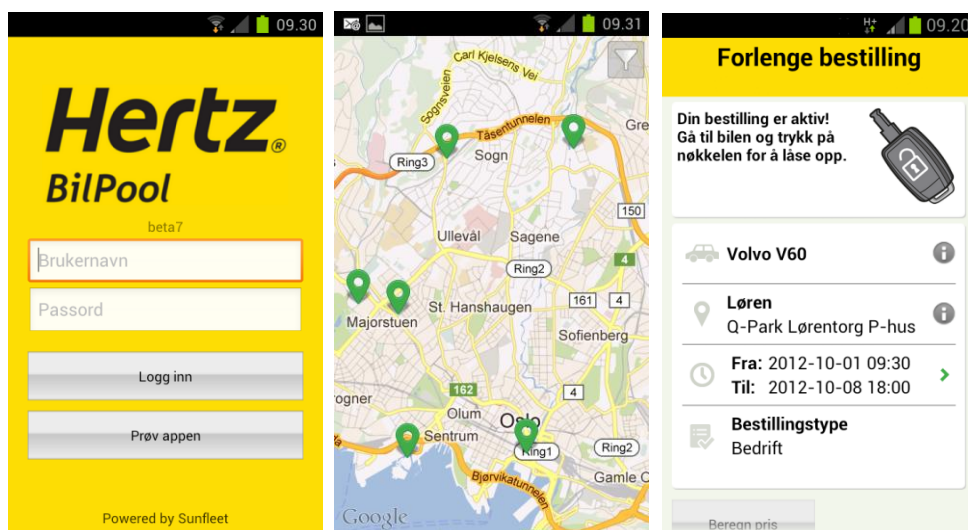 09.30
Hertz®
BilPool
beta7
Brukernavn
Passord
Logg inn
Prøv appen
Powered by Sunfleet
09.31
Carl Kjelsens Vei
Sognsveien
Tåsentunnelen
Gre
Ring3
Sogn
150
Ullevål
Sagene
4
Ring2
St. Hanshaugen
161
4
Majorstuen
Sofienberg
162
4
ogner
Olum
Oslo
Sentrum
Ring1
Ring2
Bjørvikatunnelen
Gamle O
Google
H+
09.20
Forlenge bestilling
Din bestilling er aktiv!
Gå til bilen og trykk på
nøkkelen for å låse opp.
Volvo V60
Løren
Q-Park Lørentorg P-hus
Fra: 2012-10-01 09:30
Til: 2012-10-08 18:00
Bestillingstype
Bedrift
Beregn pris